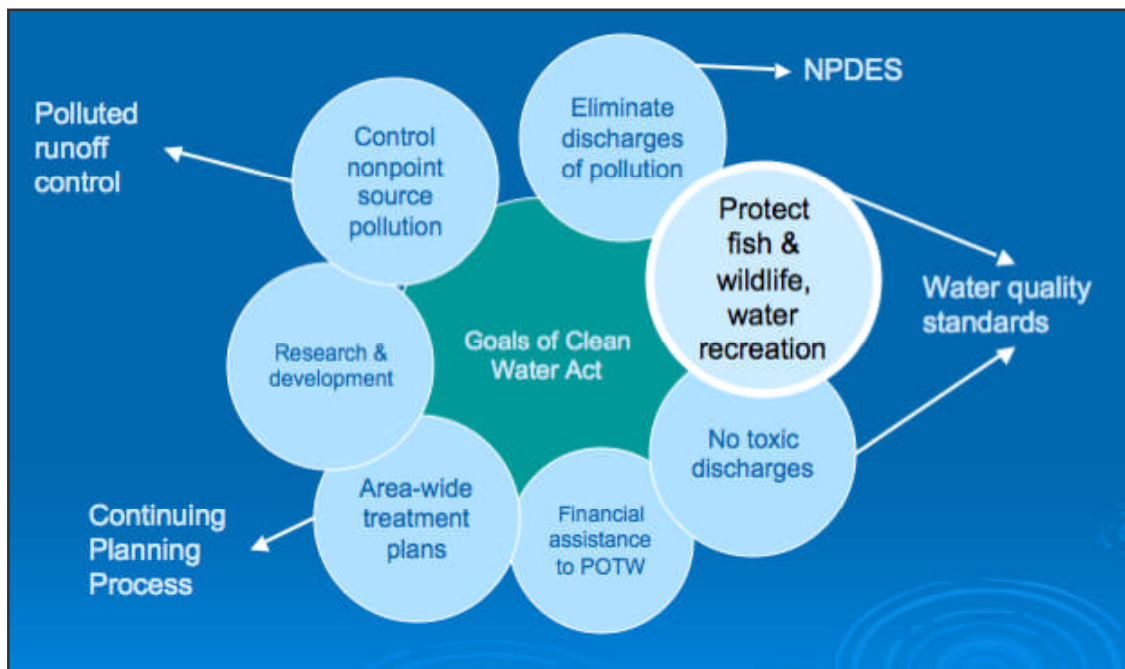 NPDES
Eliminate
discharges
of pollution
Polluted
runoff
control
Control
nonpoint
source
pollution
Protect
fish &
wildlife,
water
recreation
Water quality
standards
Goals of Clean
Water Act
Research &
development
No toxic
discharges
Area-wide
treatment
plans
Financial
assistance
to POTW
Continuing
Planning
Process